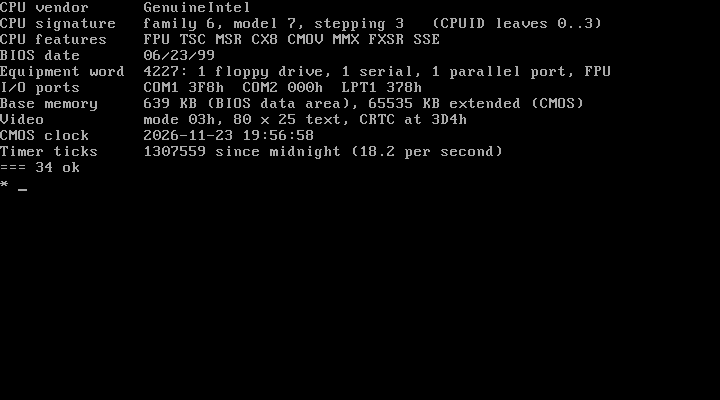 CPU vendor      GenuineIntel
CPU signature   family 6, model 7, stepping 3   (CPUID leaves 0..3)
CPU features    FPU TSC MSR CX8 CMOV MMX FXSR SSE
BIOS date       06/23/99
Equipment word  4227: 1 floppy drive, 1 serial, 1 parallel port, FPU
I/O ports       COM1 3F8h  COM2 000h  LPT1 378h
Base memory     639 KB (BIOS data area), 65535 KB extended (CMOS)
Video           mode 03h, 80 x 25 text, CRTC at 3D4h
CMOS clock      2026-11-23 19:56:58
Timer ticks     1307559 since midnight (18.2 per second)
=== 34 ok
* _